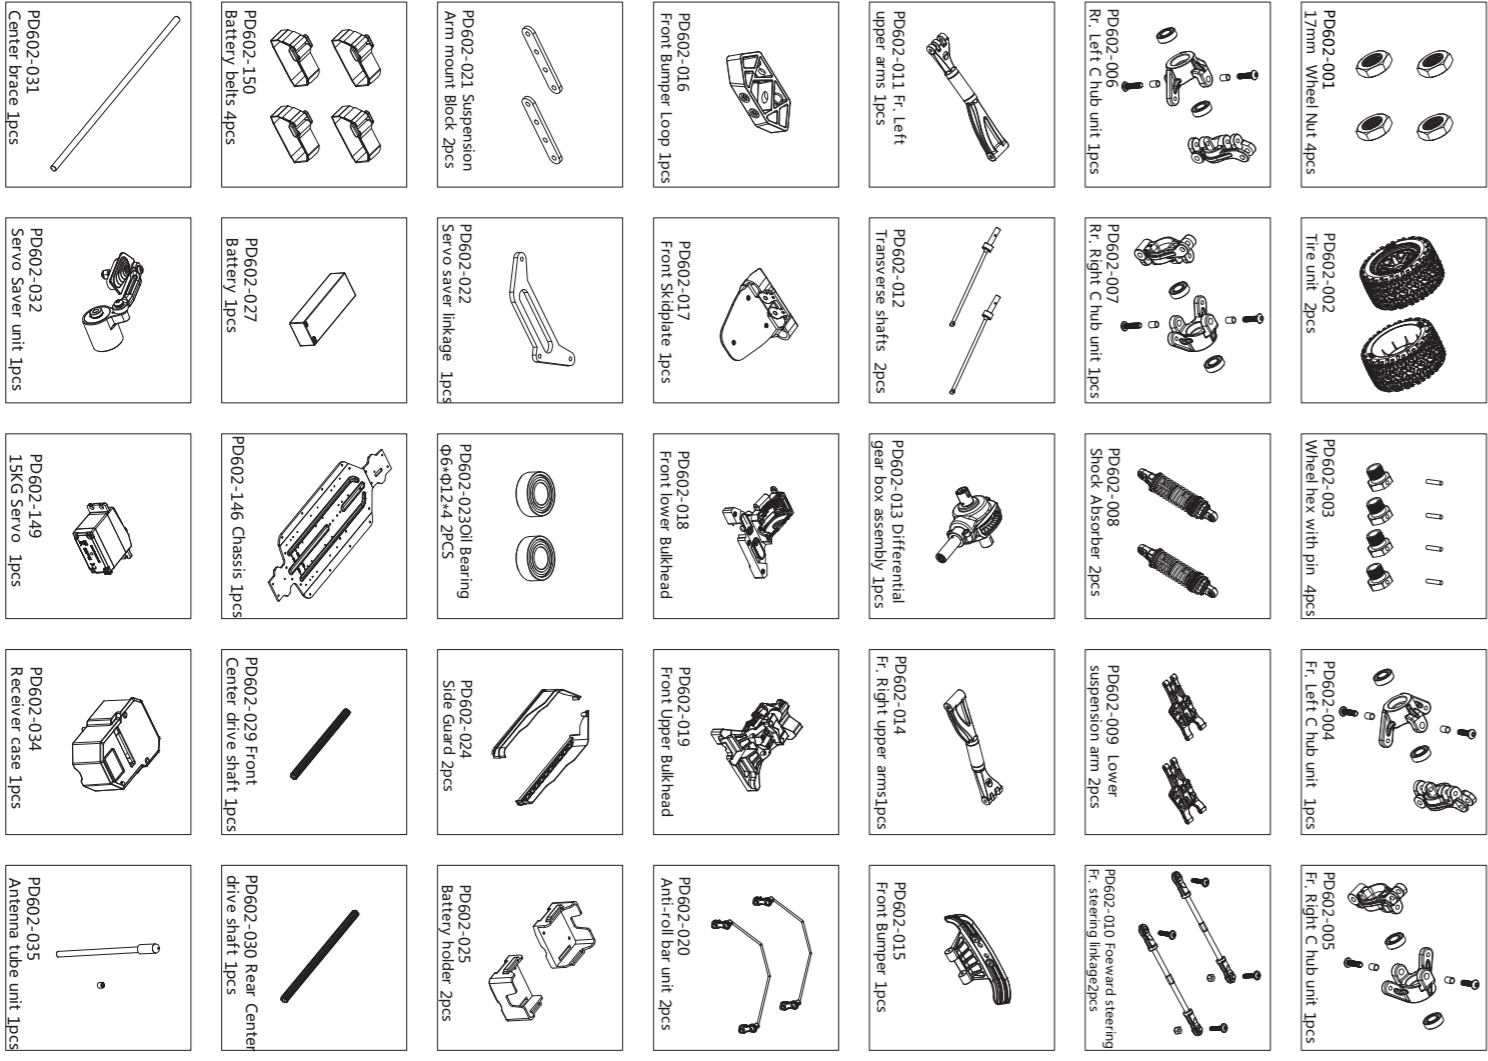 PD602-001
17mm Wheel Nut 4pcs
PD602-002
Tire unit 2pcs
PD602-003
Wheel hex with pin 4pcs
PD602-004
Fr. Left C hub unit 1pcs
PD602-005
Fr. Right C hub unit 1pcs
PD602-006
Rr. Left C hub unit 1pcs
PD602-007
Rr. Right C hub unit 1pcs
PD602-008
Shock Absorber 2pcs
PD602-009 Lower
suspension arm 2pcs
PD602-010 Foeward steering
Fr. steering linkage2pcs
PD602-011 Fr. Left
upper arms 1pcs
PD602-012
Transverse shafts 2pcs
PD602-013 Differential
gear box assembly 1pcs
PD602-014
Fr. Right upper arms1pcs
PD602-015
Front Bumper 1pcs
PD602-016
Front Bumper Loop 1pcs
PD602-017
Front Skidplate 1pcs
PD602-018
Front lower Bulkhead
PD602-019
Front Upper Bulkhead
PD602-020
Anti-roll bar unit 2pcs
PD602-021 Suspension
Arm mount Block 2pcs
PD602-022
Servo saver linkage 1pcs
PD602-023Oil Bearing
Φ6*Φ12*4 2PCS
PD602-024
Side Guard 2pcs
PD602-025
Battery holder 2pcs
PD602-150
Battery belts 4pcs
PD602-027
Battery 1pcs
PD602-146 Chassis 1pcs
PD602-029 Front
Center drive shaft 1pcs
PD602-030 Rear Center
drive shaft 1pcs
PD602-031
Center brace 1pcs
PD602-032
Servo Saver unit 1pcs
PD602-149
15KG Servo 1pcs
PD602-034
Receiver case 1pcs
PD602-035
Antenna tube unit 1pcs